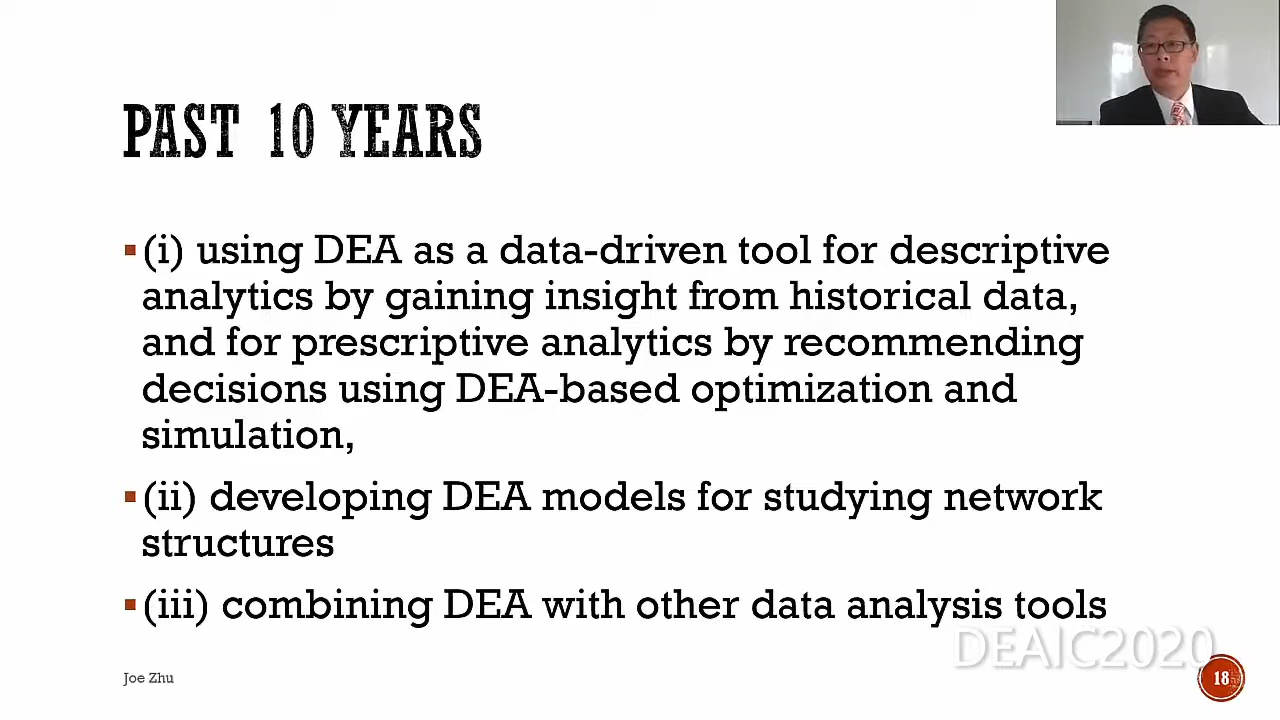 PAST 10 YEARS
(i) using DEA as a data-driven tool for descriptive
analytics by gaining insight from historical data,
and for prescriptive analytics by recommending
decisions using DEA-based optimization and
simulation,
(ii) developing DEA models for studying network
structures
(iii) combining DEA with other data analysis tools
DEAIC2020
Joe Zhu
18